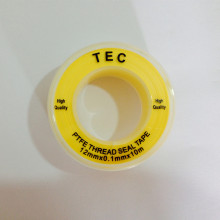 TEC
High
Quality
High
Quality
PTFE THREAD SEAL TAPE
12mmx0.1mmx10m